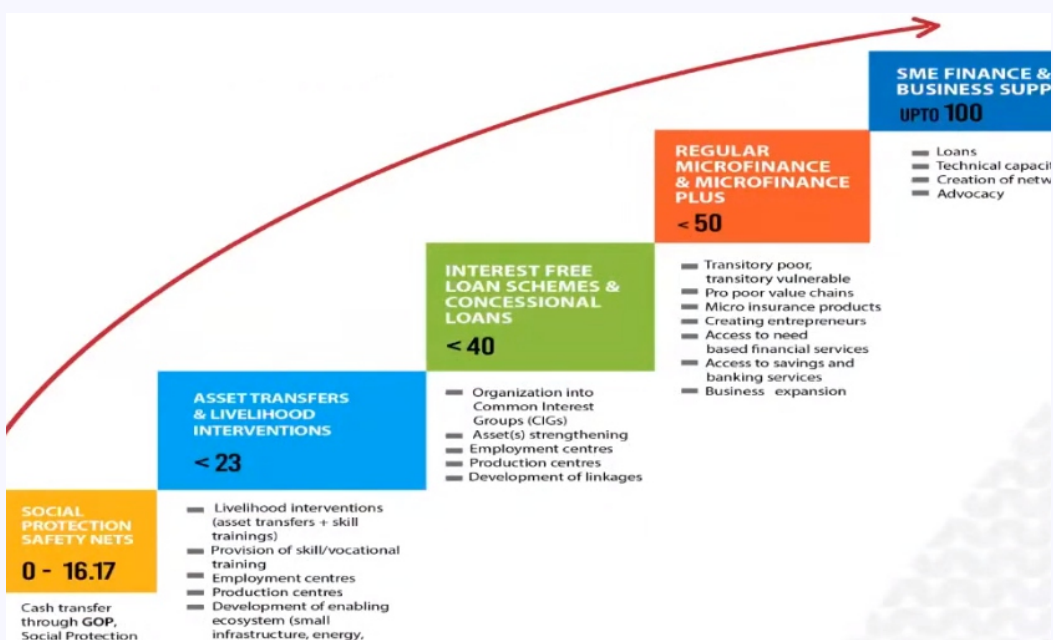 SOCIAL
PROTECTION
SAFETY NETS
0 - 16.17
Cash transfer
through GOP,
Social Protection
ASSET TRANSFERS
& LIVELIHOOD
INTERVENTIONS
< 23
Livelihood interventions
(asset transfers + skill
trainings)
Provision of skill/vocational
training
Employment centres
Production centres
Development of enabling
ecosystem (small
infrastructure, energy,
INTEREST FREE
LOAN SCHEMES &
CONCESSIONAL
LOANS
< 40
Organization into
Common Interest
Groups (CIGs)
Asset(s) strengthening
Employment centres
Production centres
Development of linkages
REGULAR
MICROFINANCE
& MICROFINANCE
PLUS
< 50
Transitory poor,
transitory vulnerable
Pro poor value chains
Micro insurance products
Creating entrepreneurs
Access to need
based financial services
Access to savings and
banking services
Business expansion
SME FINANCE &
BUSINESS SUPP
UPTO 100
Loans
Technical capacit
Creation of netw
Advocacy